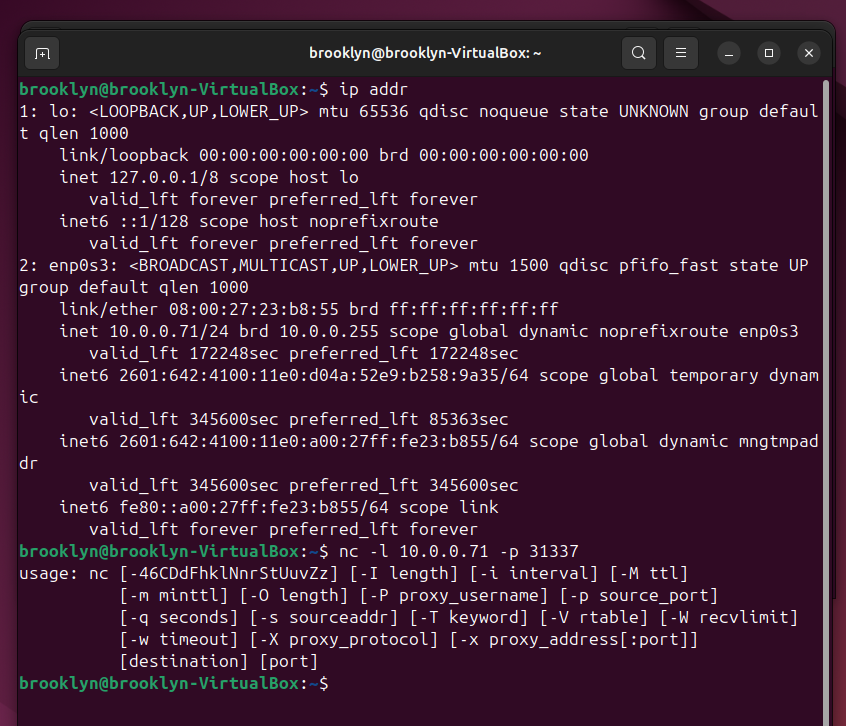 brooklyn@brooklyn-VirtualBox: ~
brooklyn@brooklyn-VirtualBox:~$ ip addr
1: lo: <LOOPBACK,UP,LOWER_UP> mtu 65536 qdisc noqueue state UNKNOWN group defaul
t qlen 1000
    link/loopback 00:00:00:00:00:00 brd 00:00:00:00:00:00
    inet 127.0.0.1/8 scope host lo
       valid_lft forever preferred_lft forever
    inet6 ::1/128 scope host noprefixroute
       valid_lft forever preferred_lft forever
2: enp0s3: <BROADCAST,MULTICAST,UP,LOWER_UP> mtu 1500 qdisc pfifo_fast state UP
group default qlen 1000
    link/ether 08:00:27:23:b8:55 brd ff:ff:ff:ff:ff:ff
    inet 10.0.0.71/24 brd 10.0.0.255 scope global dynamic noprefixroute enp0s3
       valid_lft 172248sec preferred_lft 172248sec
    inet6 2601:642:4100:11e0:d04a:52e9:b258:9a35/64 scope global temporary dynam
ic
       valid_lft 345600sec preferred_lft 85363sec
    inet6 2601:642:4100:11e0:a00:27ff:fe23:b855/64 scope global dynamic mngtmpad
dr
       valid_lft 345600sec preferred_lft 345600sec
    inet6 fe80::a00:27ff:fe23:b855/64 scope link
       valid_lft forever preferred_lft forever
brooklyn@brooklyn-VirtualBox:~$ nc -l 10.0.0.71 -p 31337
usage: nc [-46CDdFhklNnrStUuvZz] [-I length] [-i interval] [-M ttl]
          [-m minttl] [-O length] [-P proxy_username] [-p source_port]
          [-q seconds] [-s sourceaddr] [-T keyword] [-V rtable] [-W recvlimit]
          [-w timeout] [-X proxy_protocol] [-x proxy_address[:port]]
          [destination] [port]
brooklyn@brooklyn-VirtualBox:~$